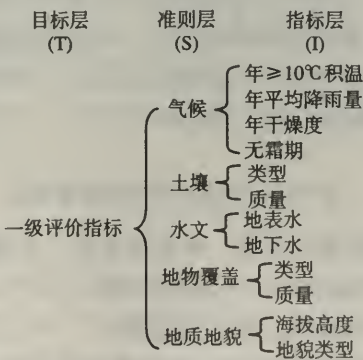 目标层 准则层 指标层
(T) (S) (I)
年≥10℃积温
年平均降雨量
气候
年干燥度
无霜期
类型
土壤
质量
一级评价指标
地表水
水文
地下水
类型
地物覆盖
质量
海拔高度
地质地貌
地貌类型